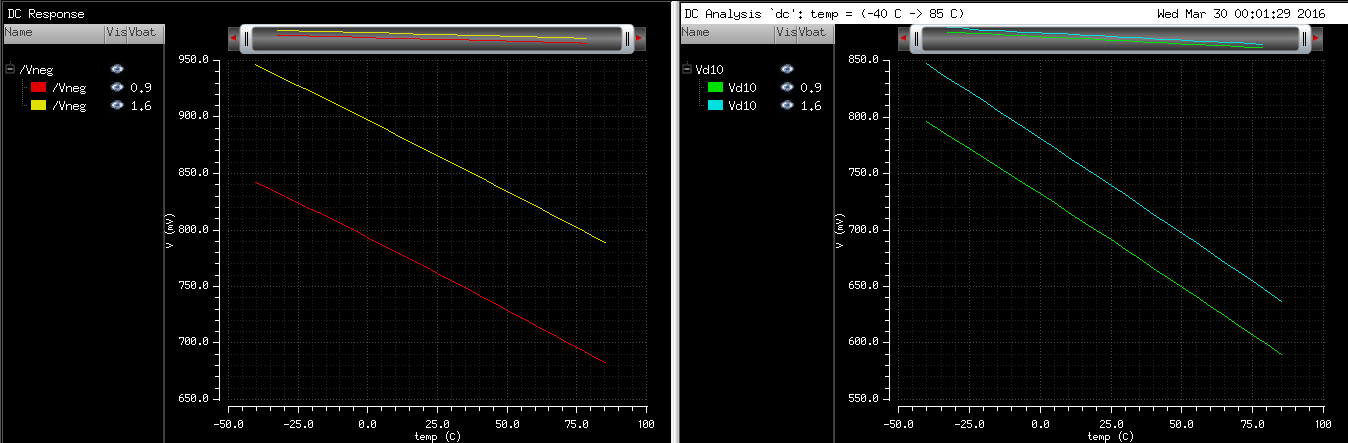 DC Response
Name Vis Vbat
/Vneg
/Vneg 0.9
/Vneg 1.6
950.0
900.0
850.0
800.0
750.0
700.0
650.0
V (mV)
-50.0 -25.0 0.0 25.0 50.0 75.0 100
temp (C)
DC Analysis `dc': temp = (-40 C -> 85 C) Wed Mar 30 00:01:29 2016
Name Vis Vbat
Vd10
Vd10 0.9
Vd10 1.6
850.0
800.0
750.0
700.0
650.0
600.0
550.0
V (mV)
-50.0 -25.0 0.0 25.0 50.0 75.0 100
temp (C)